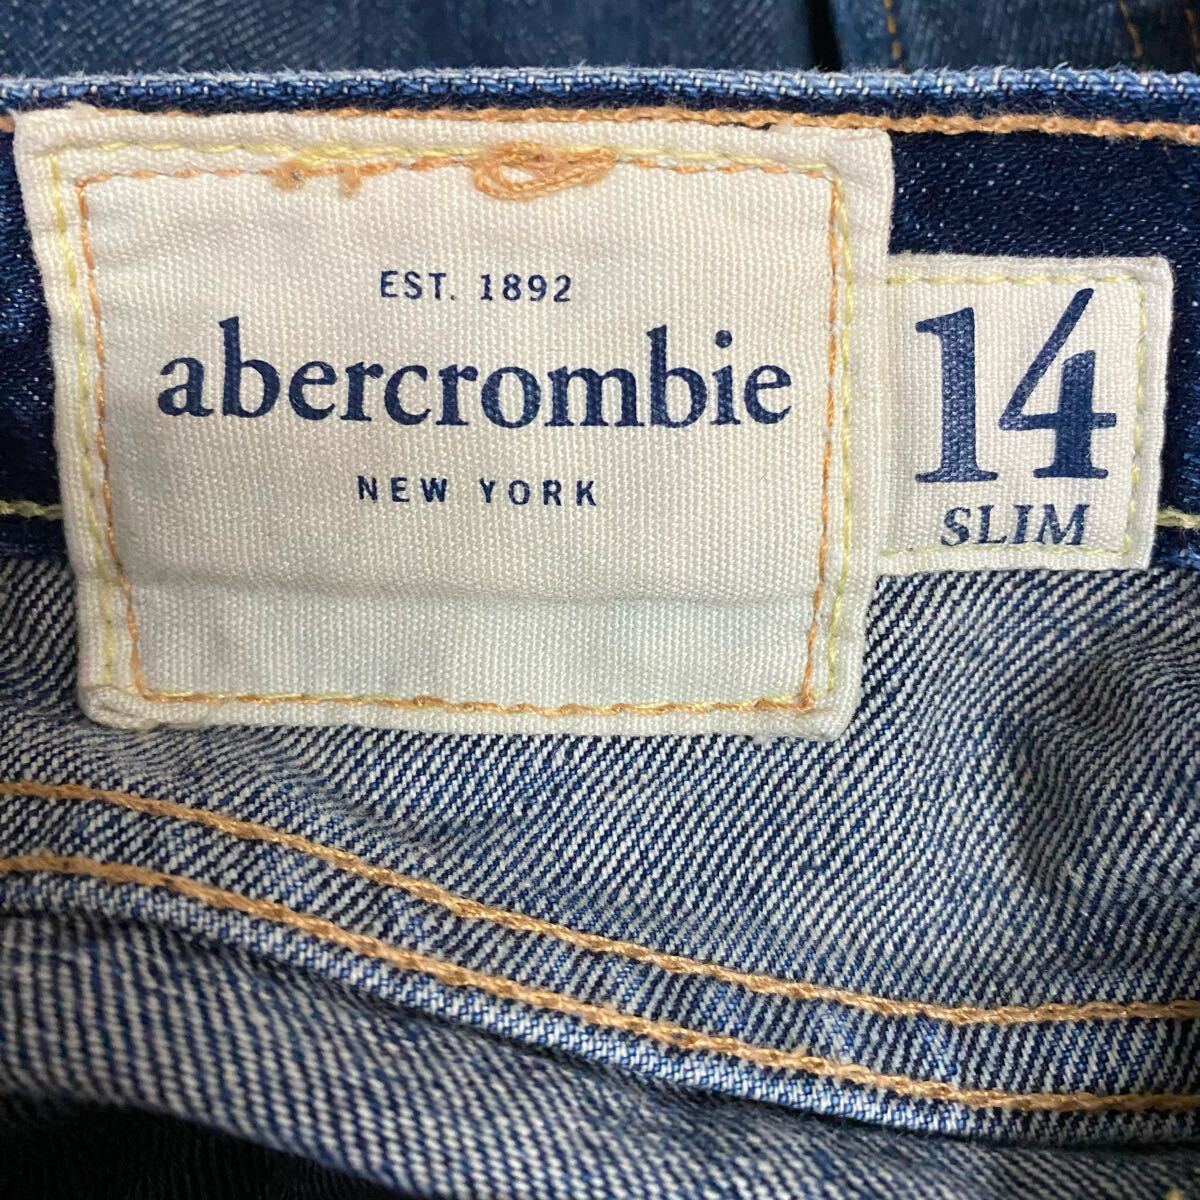 EST. 1892
abercrombie
NEW YORK
14
SLIM